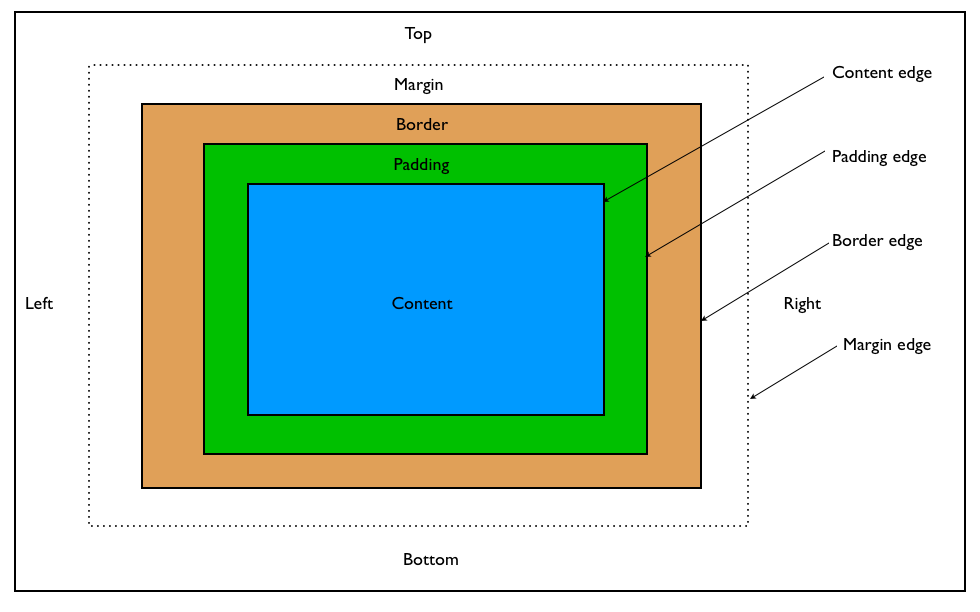 Top
Content edge
Margin
Border
Padding edge
Padding
Border edge
Left
Content
Right
Margin edge
Bottom